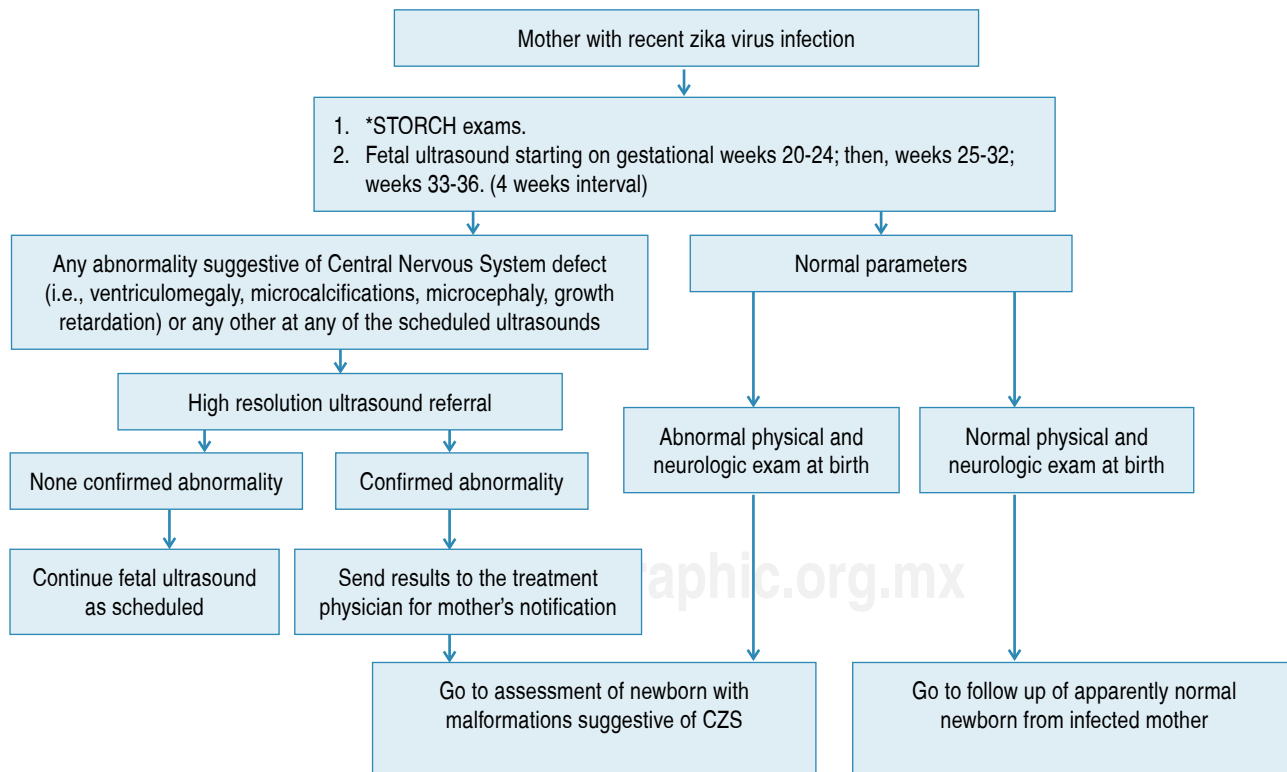 Mother with recent zika virus infection
1. *STORCH exams.
2. Fetal ultrasound starting on gestational weeks 20-24; then, weeks 25-32;
weeks 33-36. (4 weeks interval)
Any abnormality suggestive of Central Nervous System defect
(i.e., ventriculomegaly, microcalcifications, microcephaly, growth
retardation) or any other at any of the scheduled ultrasounds
Normal parameters
High resolution ultrasound referral
None confirmed abnormality
Confirmed abnormality
Abnormal physical and
neurologic exam at birth
Normal physical and
neurologic exam at birth
Continue fetal ultrasound
as scheduled
Send results to the treatment
physician for mother's notification
raphic.org.mx
Go to assessment of newborn with
malformations suggestive of CZS
Go to follow up of apparently normal
newborn from infected mother